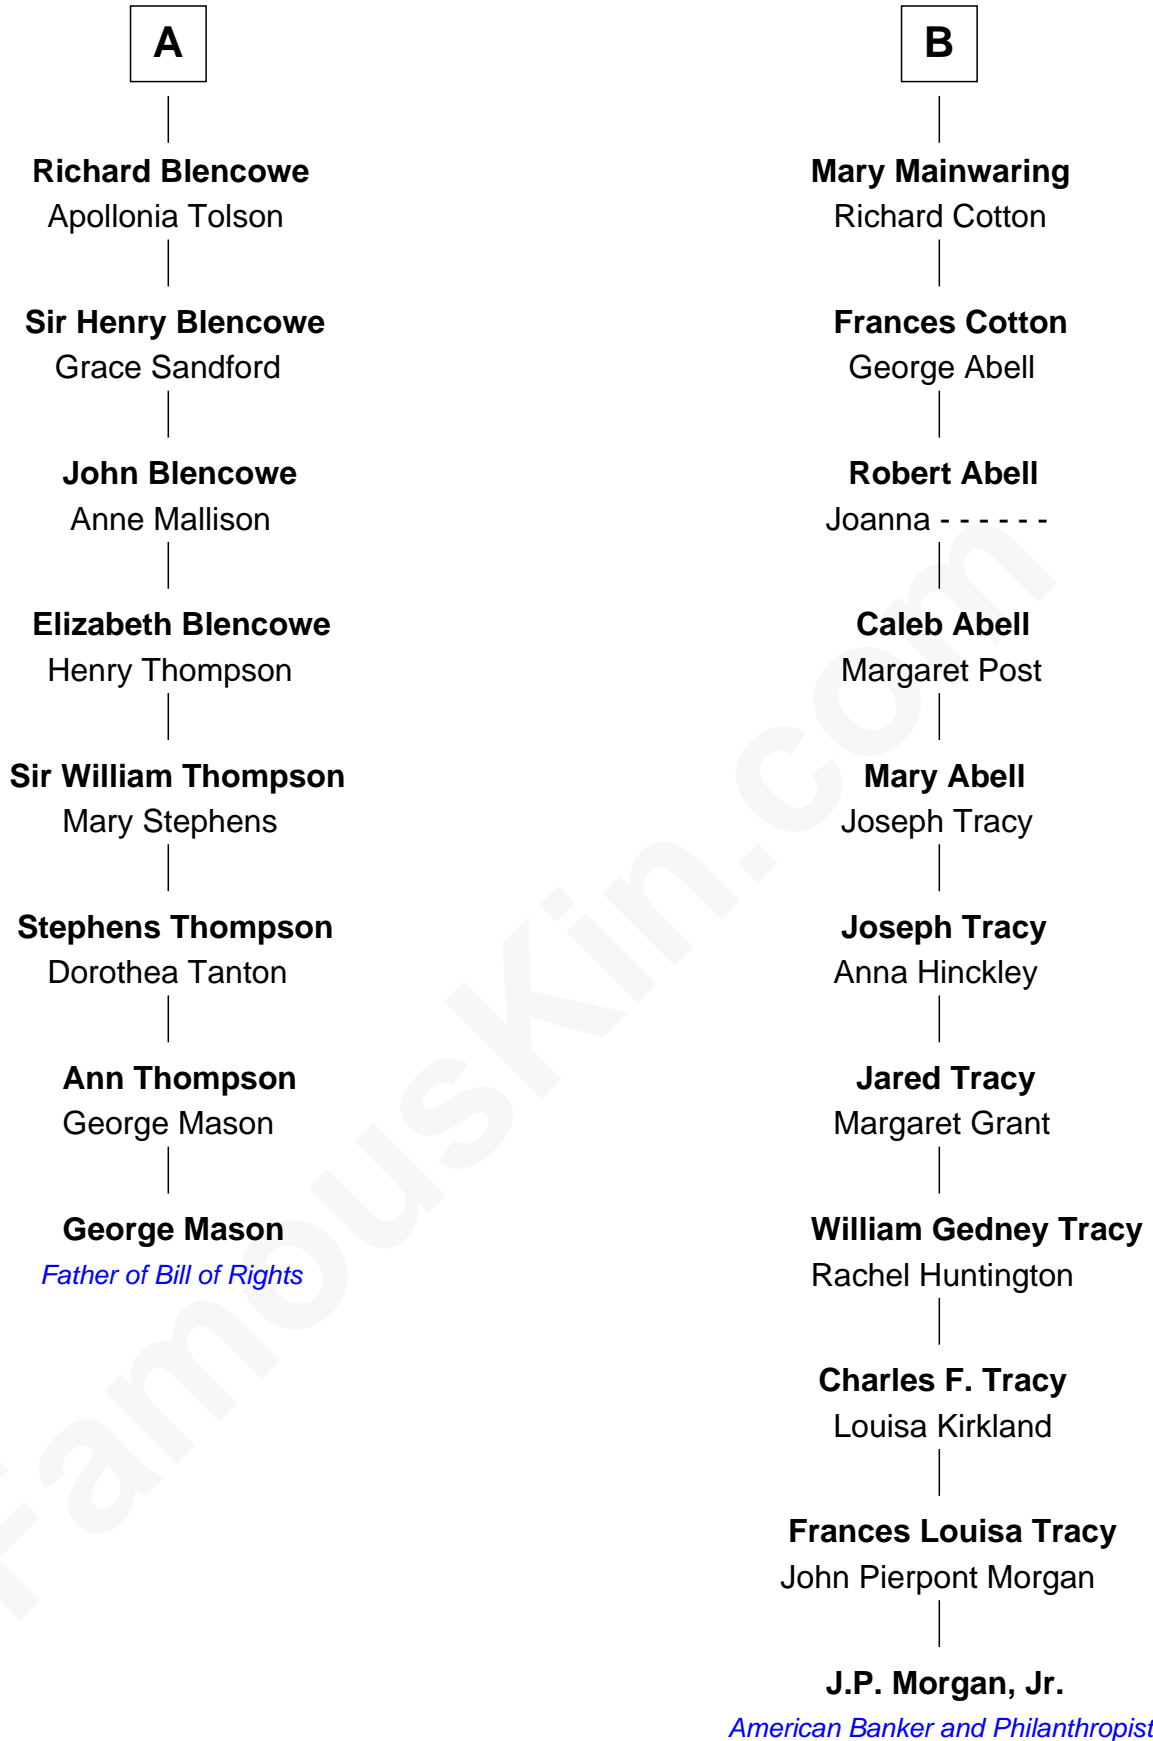 A
Richard Blencowe
Apollonia Tolson
Sir Henry Blencowe
Grace Sandford
John Blencowe
Anne Mallison
Elizabeth Blencowe
Henry Thompson
Sir William Thompson
Mary Stephens
Stephens Thompson
Dorothea Tanton
Ann Thompson
George Mason
George Mason
Father of Bill of Rights
B
Mary Mainwaring
Richard Cotton
Frances Cotton
George Abell
Robert Abell
Joanna - - - - - -
Caleb Abell
Margaret Post
Mary Abell
Joseph Tracy
Joseph Tracy
Anna Hinckley
Jared Tracy
Margaret Grant
William Gedney Tracy
Rachel Huntington
Charles F. Tracy
Louisa Kirkland
Frances Louisa Tracy
John Pierpont Morgan
J.P. Morgan, Jr.
American Banker and Philanthropist
FamousKin.com